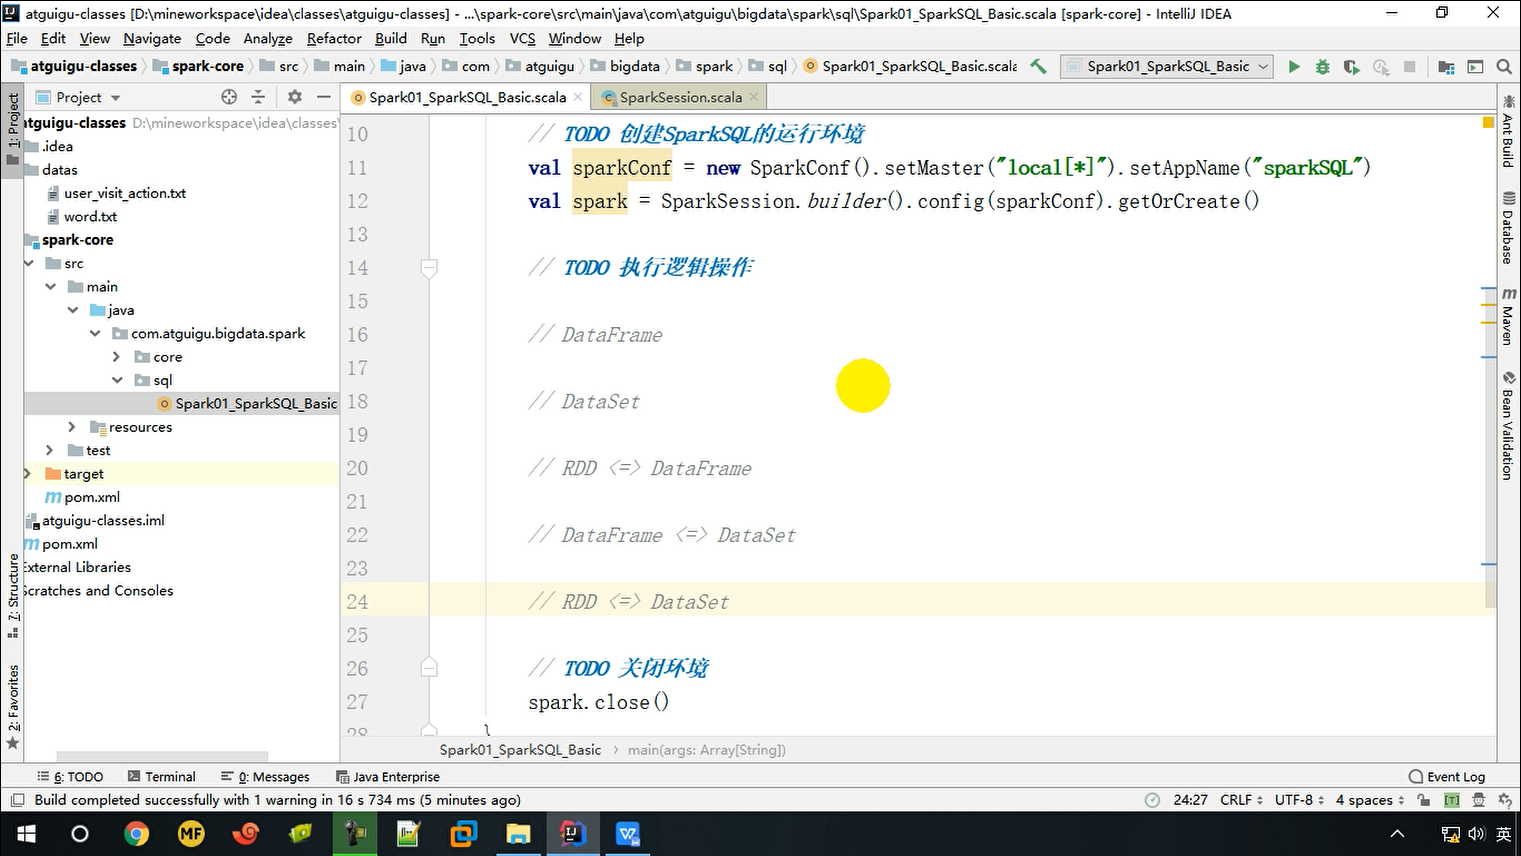 atguigu-classes [D:\mineworkspace\idea\classes\atguigu-classes] - ...\spark-core\src\main\java\com\atguigu\bigdata\spark\sql\Spark01_SparkSQL_Basic.scala [spark-core] - IntelliJ IDEA
File Edit View Navigate Code Analyze Refactor Build Run Tools VCS Window Help
atguigu-classes spark-core src main java com atguigu bigdata spark sql Spark01_SparkSQL_Basic.scala Spark01_SparkSQL_Basic
Project
Spark01_SparkSQL_Basic.scala
SparkSession.scala
1: Project
7: Structure
2: Favorites
atguigu-classes D:\mineworkspace\idea\classes\
.idea
datas
user_visit_action.txt
word.txt
spark-core
src
main
java
com.atguigu.bigdata.spark
core
sql
Spark01_SparkSQL_Basic
resources
test
target
pom.xml
atguigu-classes.iml
pom.xml
External Libraries
Scratches and Consoles
10 // TODO 创建SparkSQL的运行环境
11 val sparkConf = new SparkConf().setMaster("local[*]").setAppName("sparkSQL")
12 val spark = SparkSession.builder().config(sparkConf).getOrCreate()
13
14 // TODO 执行逻辑操作
15
16 // DataFrame
17
18 // DataSet
19
20 // RDD <=> DataFrame
21
22 // DataFrame <=> DataSet
23
24 // RDD <=> DataSet
25
26 // TODO 关闭环境
27 spark.close()
28 }
Spark01_SparkSQL_Basic › main(args: Array[String])
Ant Build
Database
Maven
Bean Validation
6: TODO Terminal 0: Messages Java Enterprise Event Log
Build completed successfully with 1 warning in 16 s 734 ms (5 minutes ago) 24:27 CRLF UTF-8 4 spaces
英